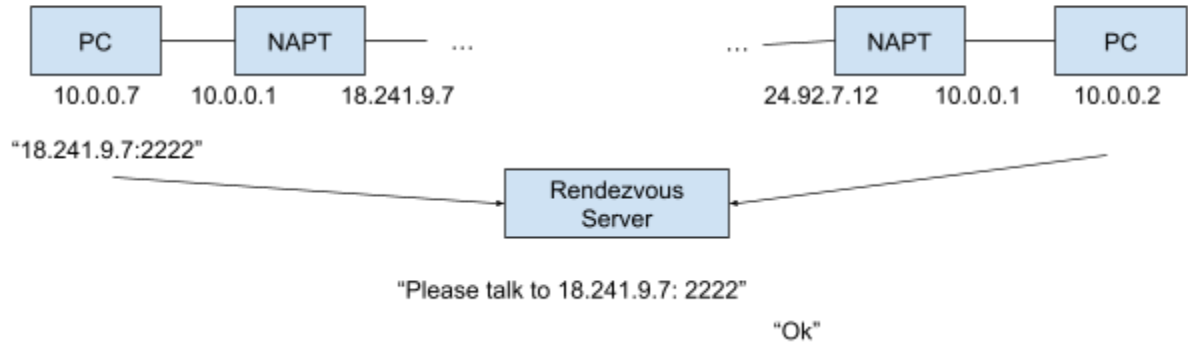 PC NAPT ... ... NAPT PC
10.0.0.7 10.0.0.1 18.241.9.7 24.92.7.12 10.0.0.1 10.0.0.2
“18.241.9.7:2222”
Rendezvous
Server
“Please talk to 18.241.9.7: 2222”
“Ok”